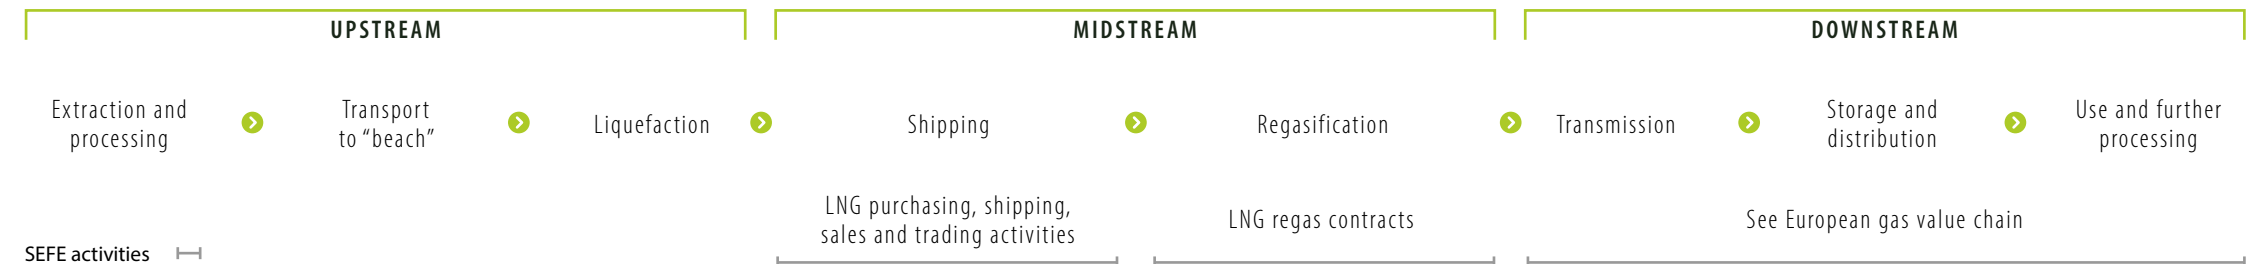 UPSTREAM
MIDSTREAM
DOWNSTREAM
Extraction and
processing
Transport
to “beach”
Liquefaction
Shipping
Regasification
Transmission
Storage and
distribution
Use and further
processing
LNG purchasing, shipping,
sales and trading activities
LNG regas contracts
See European gas value chain
SEFE activities